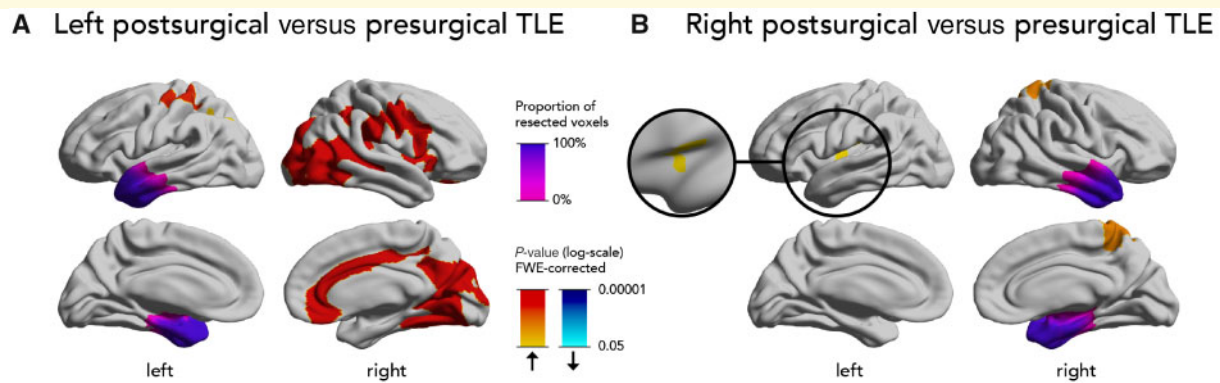 A Left postsurgical versus presurgical TLE
B Right postsurgical versus presurgical TLE
Proportion of
resected voxels
100%
0%
P-value (log-scale)
FWE-corrected
0.00001
0.05
↑ ↓
left
right
left
right